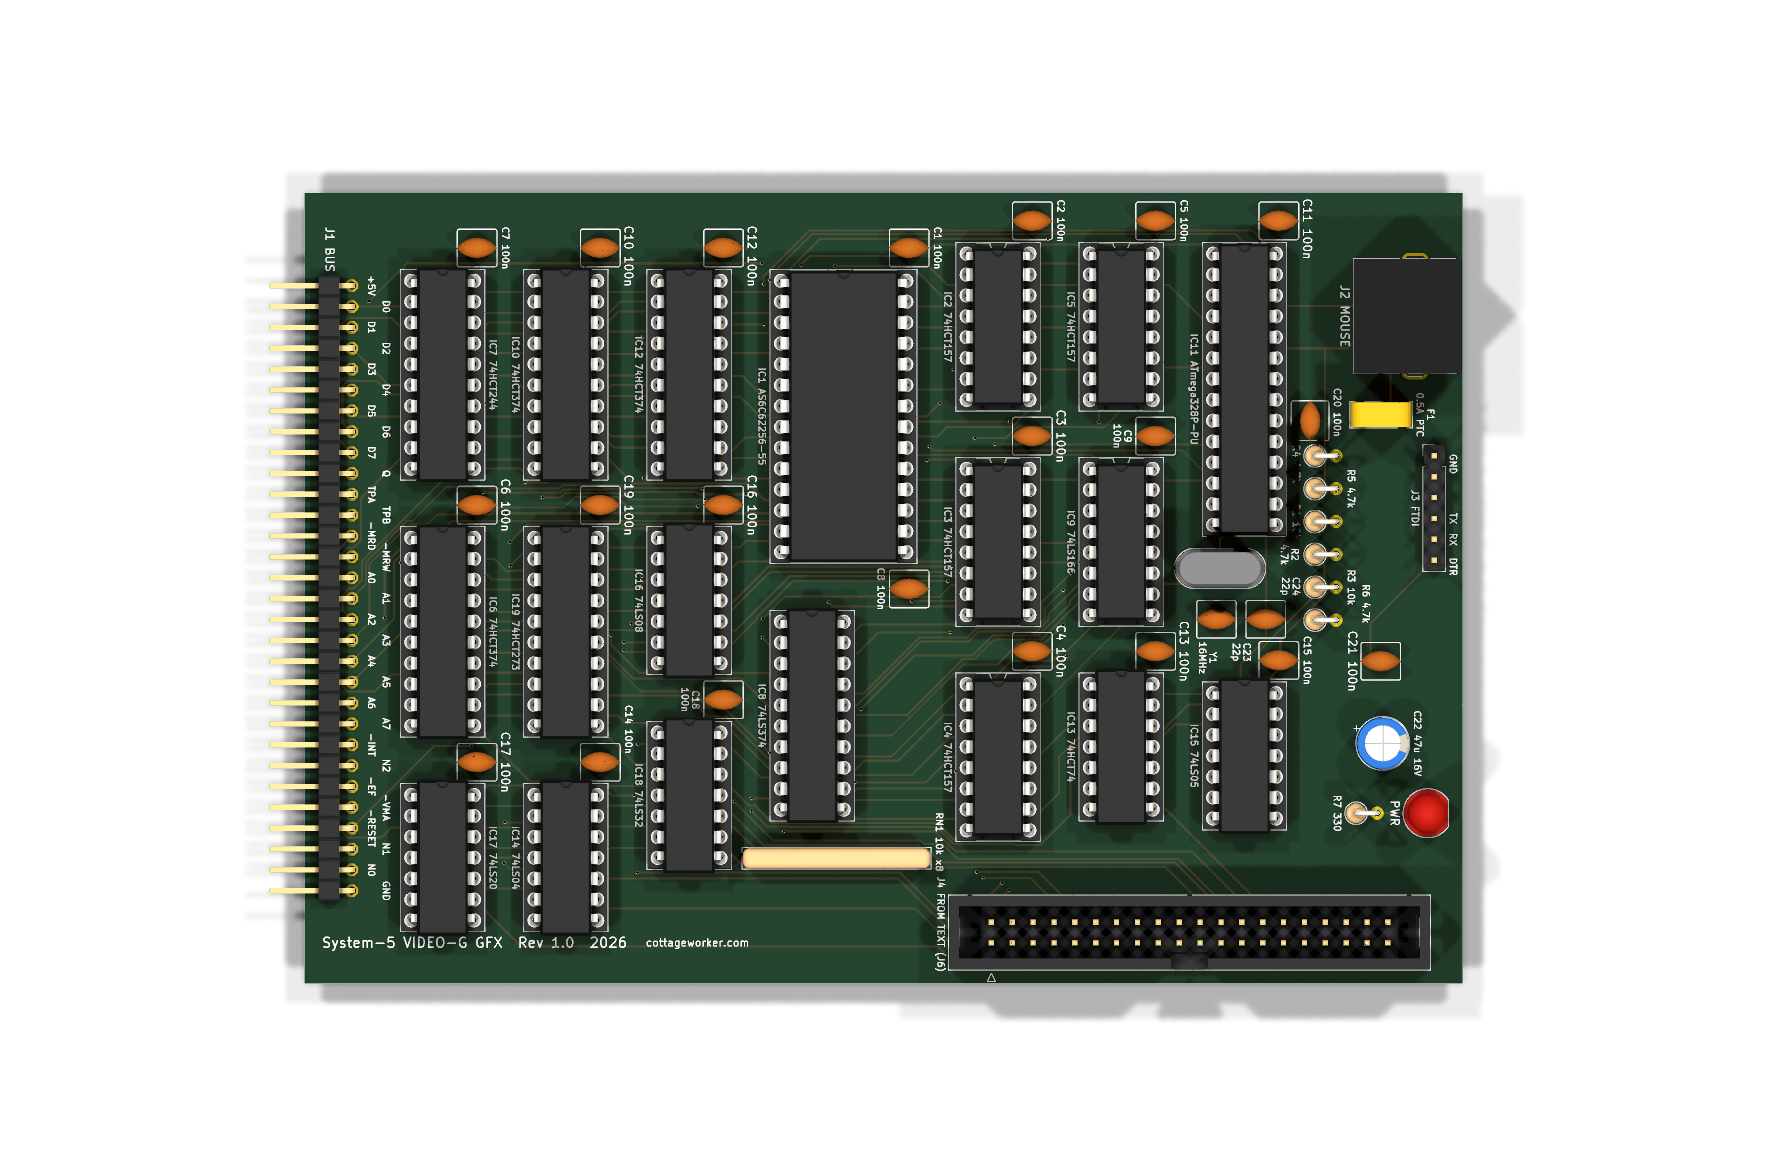 J1 BUS
+5V
D0
D1
D2
D3
D4
D5
D6
D7
Q
TPA
TPB
-MRD
-MRW
A0
A1
A2
A3
A4
A5
A6
A7
-INT
N2
-EF
-VMA
-RESET
N1
N0
GND
C7 100n
C10 100n
C12 100n
C1 100n
C2 100n
C5 100n
C11 100n
IC7 74HCT244
IC10 74HCT374
IC12 74HCT374
IC1 AS6C62256-55
IC2 74HCT157
IC5 74HCT157
IC11 ATmega328P-PU
J2 MOUSE
C20 100n
F1
0.5A PTC
C6 100n
C19 100n
C16 100n
C3 100n
C9
100n
R5 4.7k
J3 FTDI
GND
TX
RX
DTR
IC6 74HCT374
IC19 74HCT273
IC16 74LS08
C8 100n
IC3 74HCT157
IC9 74LS166
R2
4.7k
C24
22p
R3 10k
R6 4.7k
C18
100n
IC8 74LS374
C4 100n
C13 100n
Y1
16MHz
C23
22p
C15 100n
C21 100n
C17 100n
C14 100n
IC18 74LS32
IC4 74HCT157
IC13 74HCT74
IC15 74LS05
+
C22 47u 16V
R7 330
PWR
IC17 74LS20
IC14 74LS04
RN1 10k x8
J4 FROM TEXT (J6)
System-5 VIDEO-G GFX Rev 1.0 2026 cottageworker.com